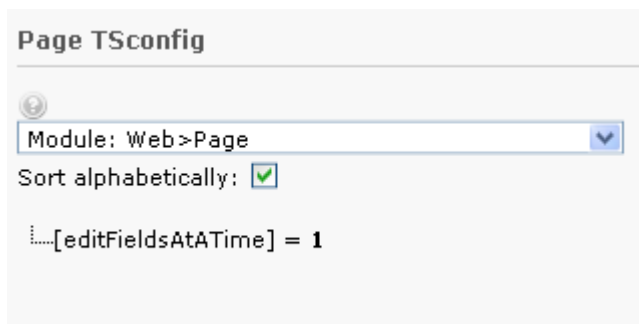 Page TSconfig
Module: Web>Page
Sort alphabetically:
[editFieldsAtATime] = 1